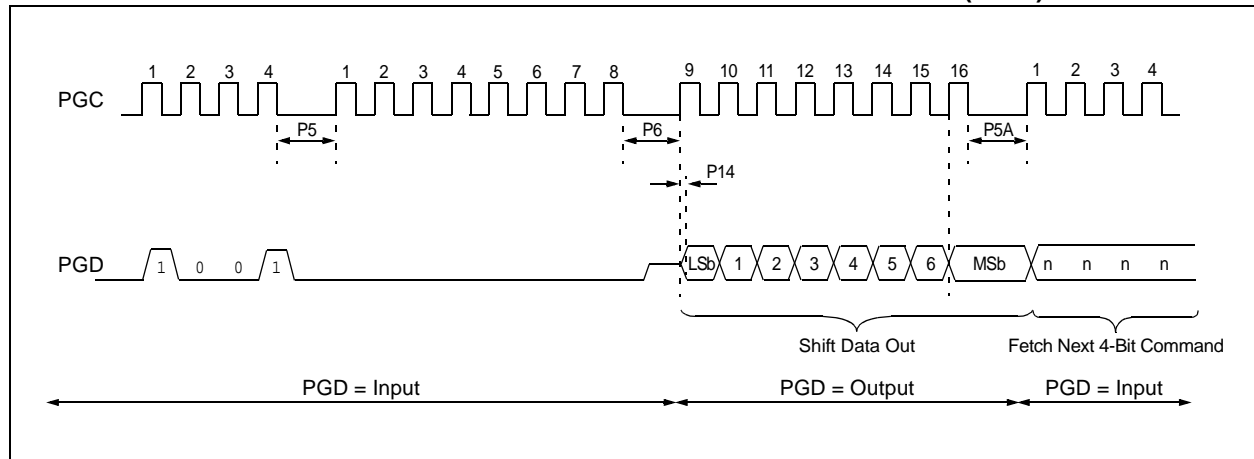 1 2 3 4 1 2 3 4 5 6 7 8 9 10 11 12 13 14 15 16 1 2 3 4
PGC
P5 P6 P5A
P14
PGD 1 0 0 1 LSb 1 2 3 4 5 6 MSb n n n n
Shift Data Out Fetch Next 4-Bit Command
PGD = Input PGD = Output PGD = Input